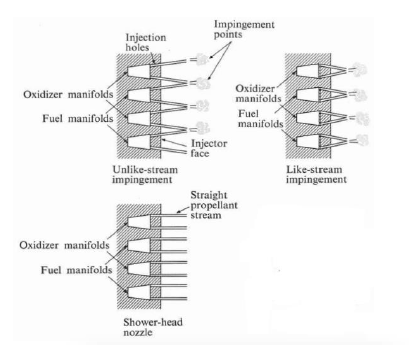 Impingement
points
Injection
holes
Oxidizer manifolds
Fuel manifolds
Injector
face
Unlike-stream
impingement
Oxidizer
manifolds
Fuel
manifolds
Like-stream
impingement
Straight
propellant
stream
Oxidizer manifolds
Fuel manifolds
Shower-head
nozzle